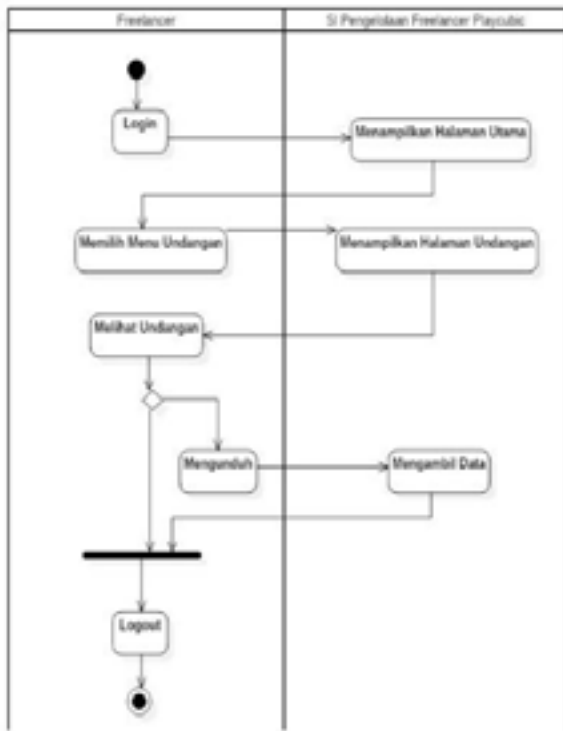 Freelancer
SI Pengelolaan Freelancer Playcubic
Login
Menampilkan Halaman Utama
Memilih Menu Undangan
Menampilkan Halaman Undangan
Melihat Undangan
Mengunduh
Mengambil Data
Logout